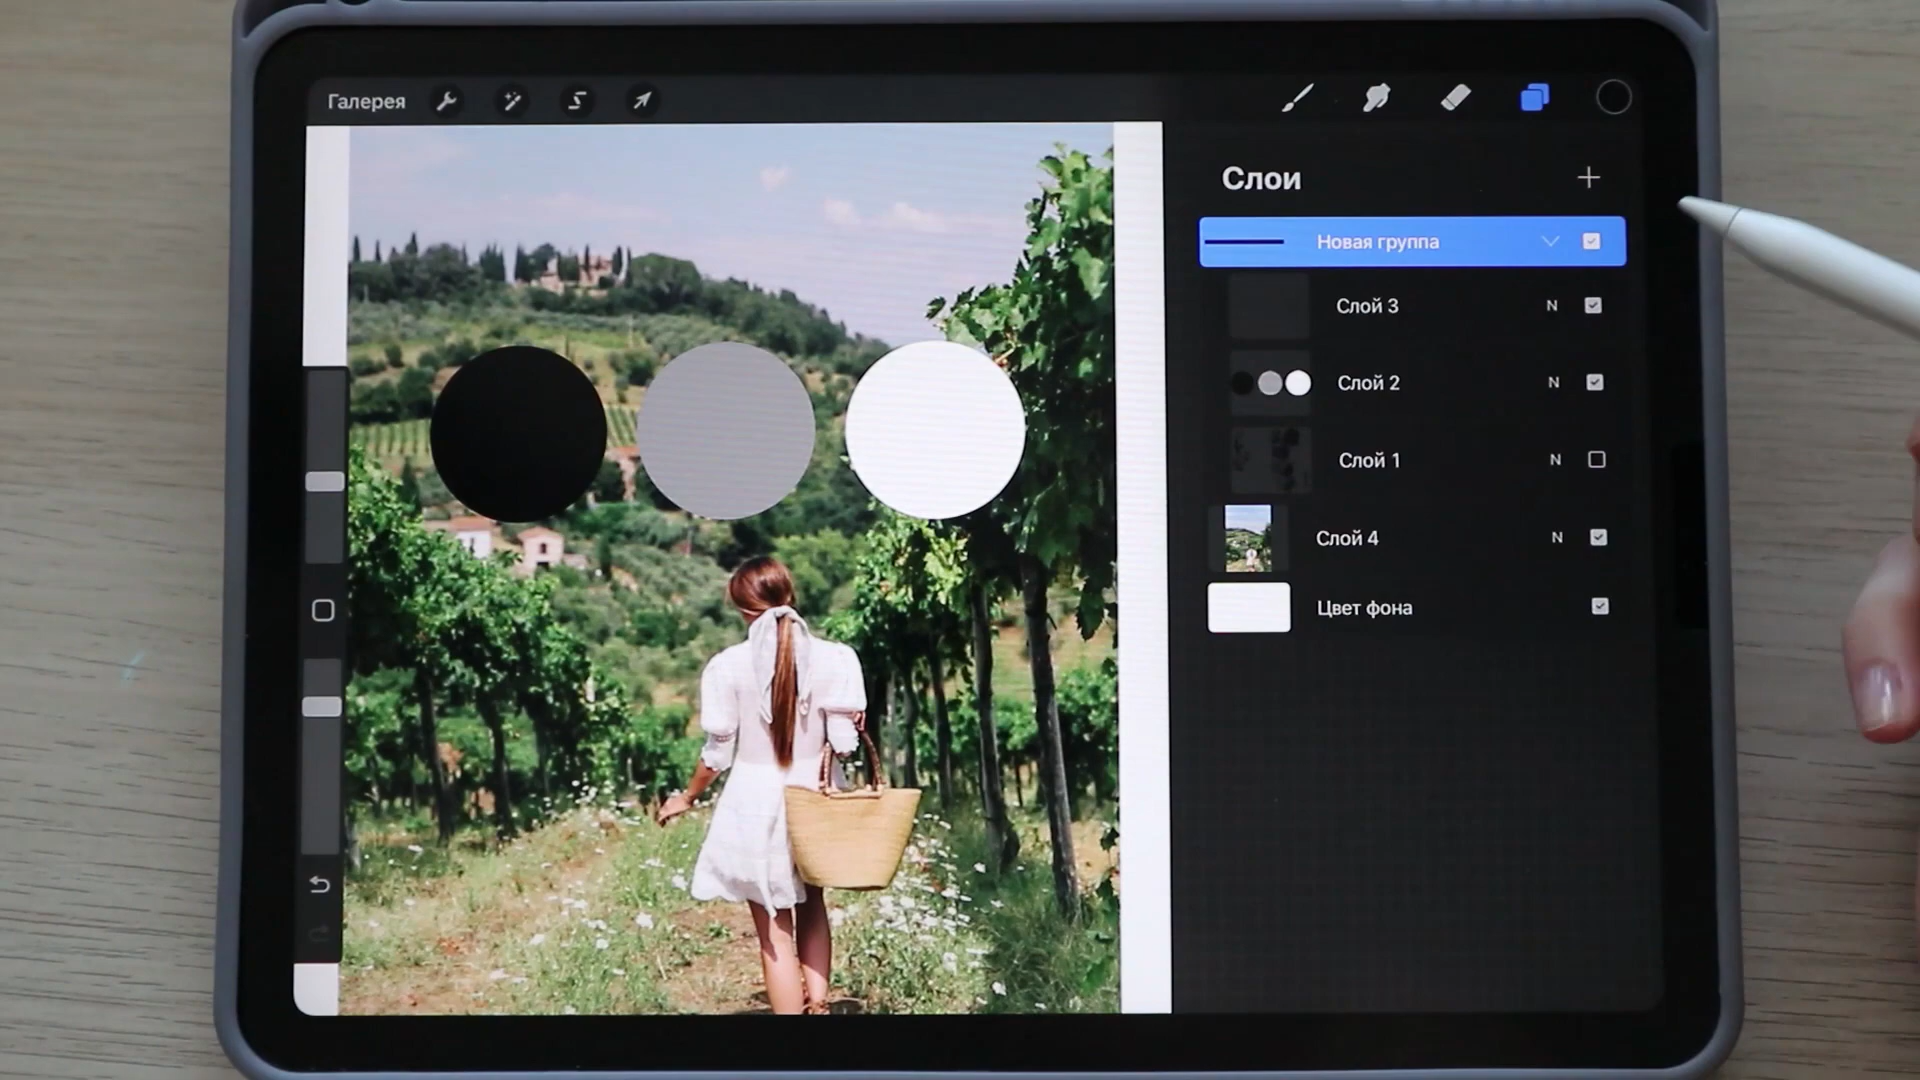 Галерея
Слои
Новая группа
Слой 3 N
Слой 2 N
Слой 1 N
Слой 4 N
Цвет фона